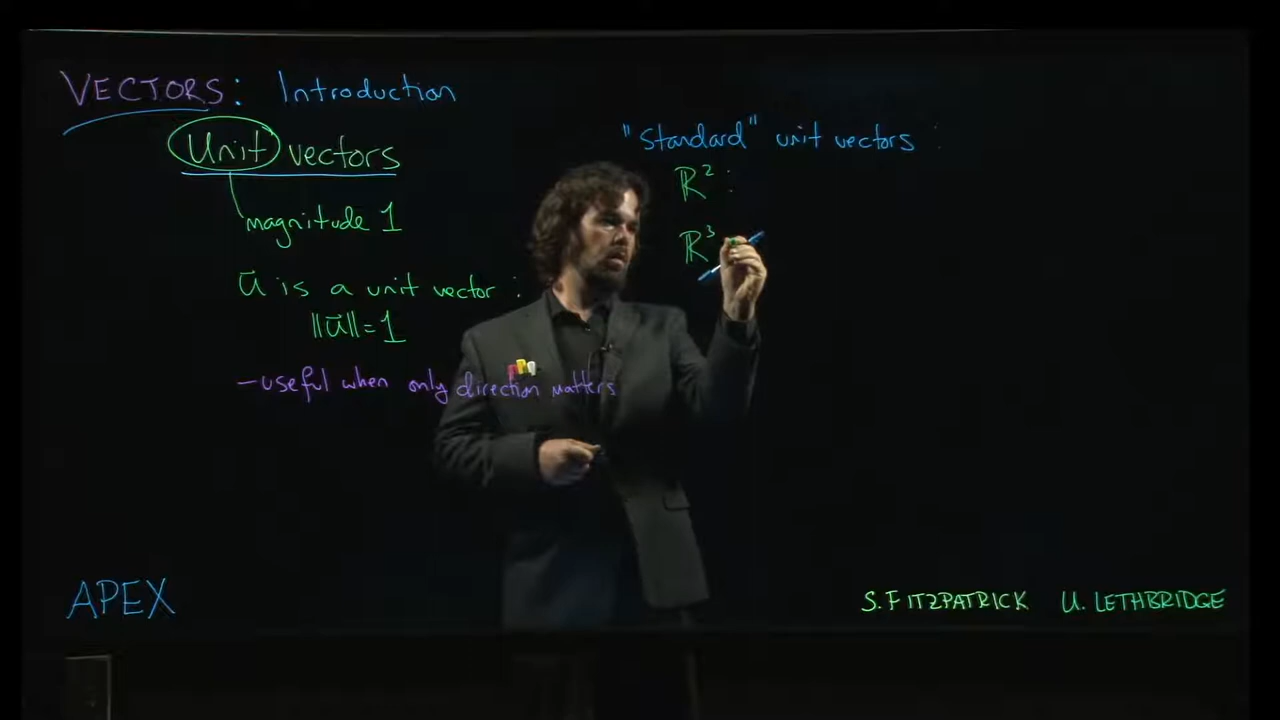 VECTORS: Introduction
Unit vectors
magnitude 1
ū is a unit vector :
||ū|| = 1
- useful when only direction matters
"Standard" unit vectors :
ℝ² :
ℝ³
APEX
S. FITZPATRICK U. LETHBRIDGE